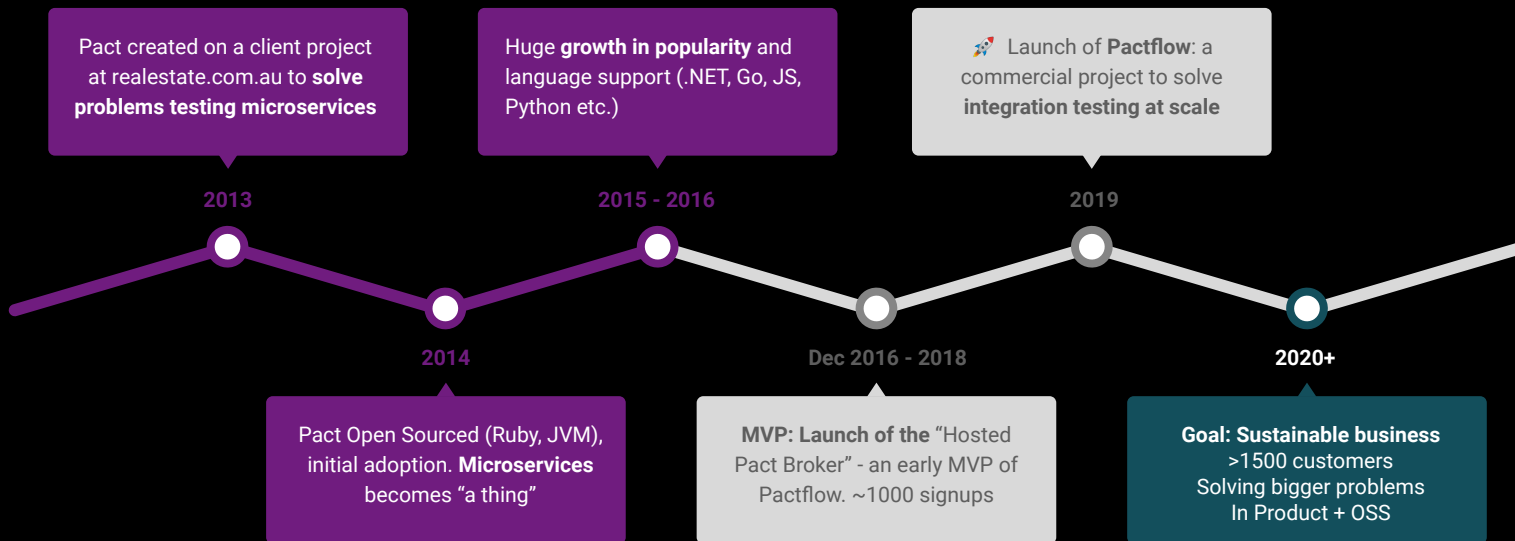 Pact created on a client project
at realestate.com.au to solve
problems testing microservices
2013
Pact Open Sourced (Ruby, JVM),
initial adoption. Microservices
becomes “a thing”
2014
Huge growth in popularity and
language support (.NET, Go, JS,
Python etc.)
2015 - 2016
Dec 2016 - 2018
MVP: Launch of the “Hosted
Pact Broker” - an early MVP of
Pactflow. ~1000 signups
🚀 Launch of Pactflow: a
commercial project to solve
integration testing at scale
2019
2020+
Goal: Sustainable business
>1500 customers
Solving bigger problems
In Product + OSS